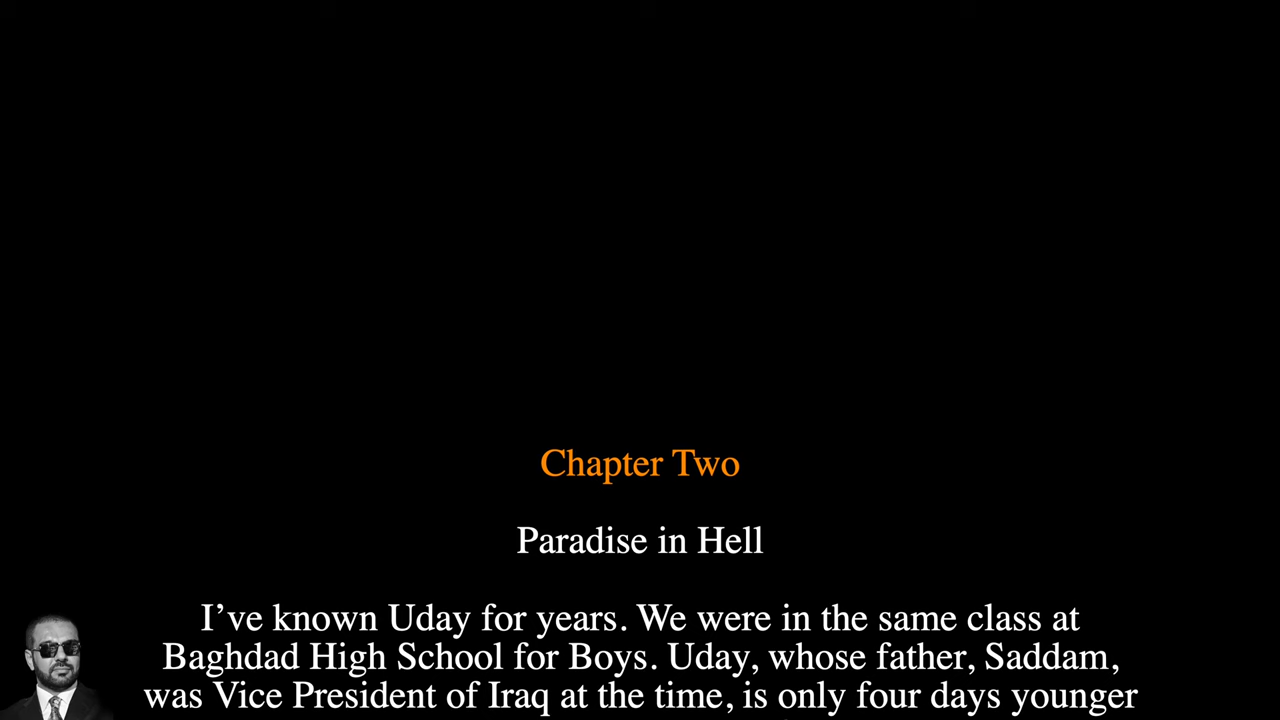 Chapter Two
Paradise in Hell
I’ve known Uday for years. We were in the same class at
Baghdad High School for Boys. Uday, whose father, Saddam,
was Vice President of Iraq at the time, is only four days younger